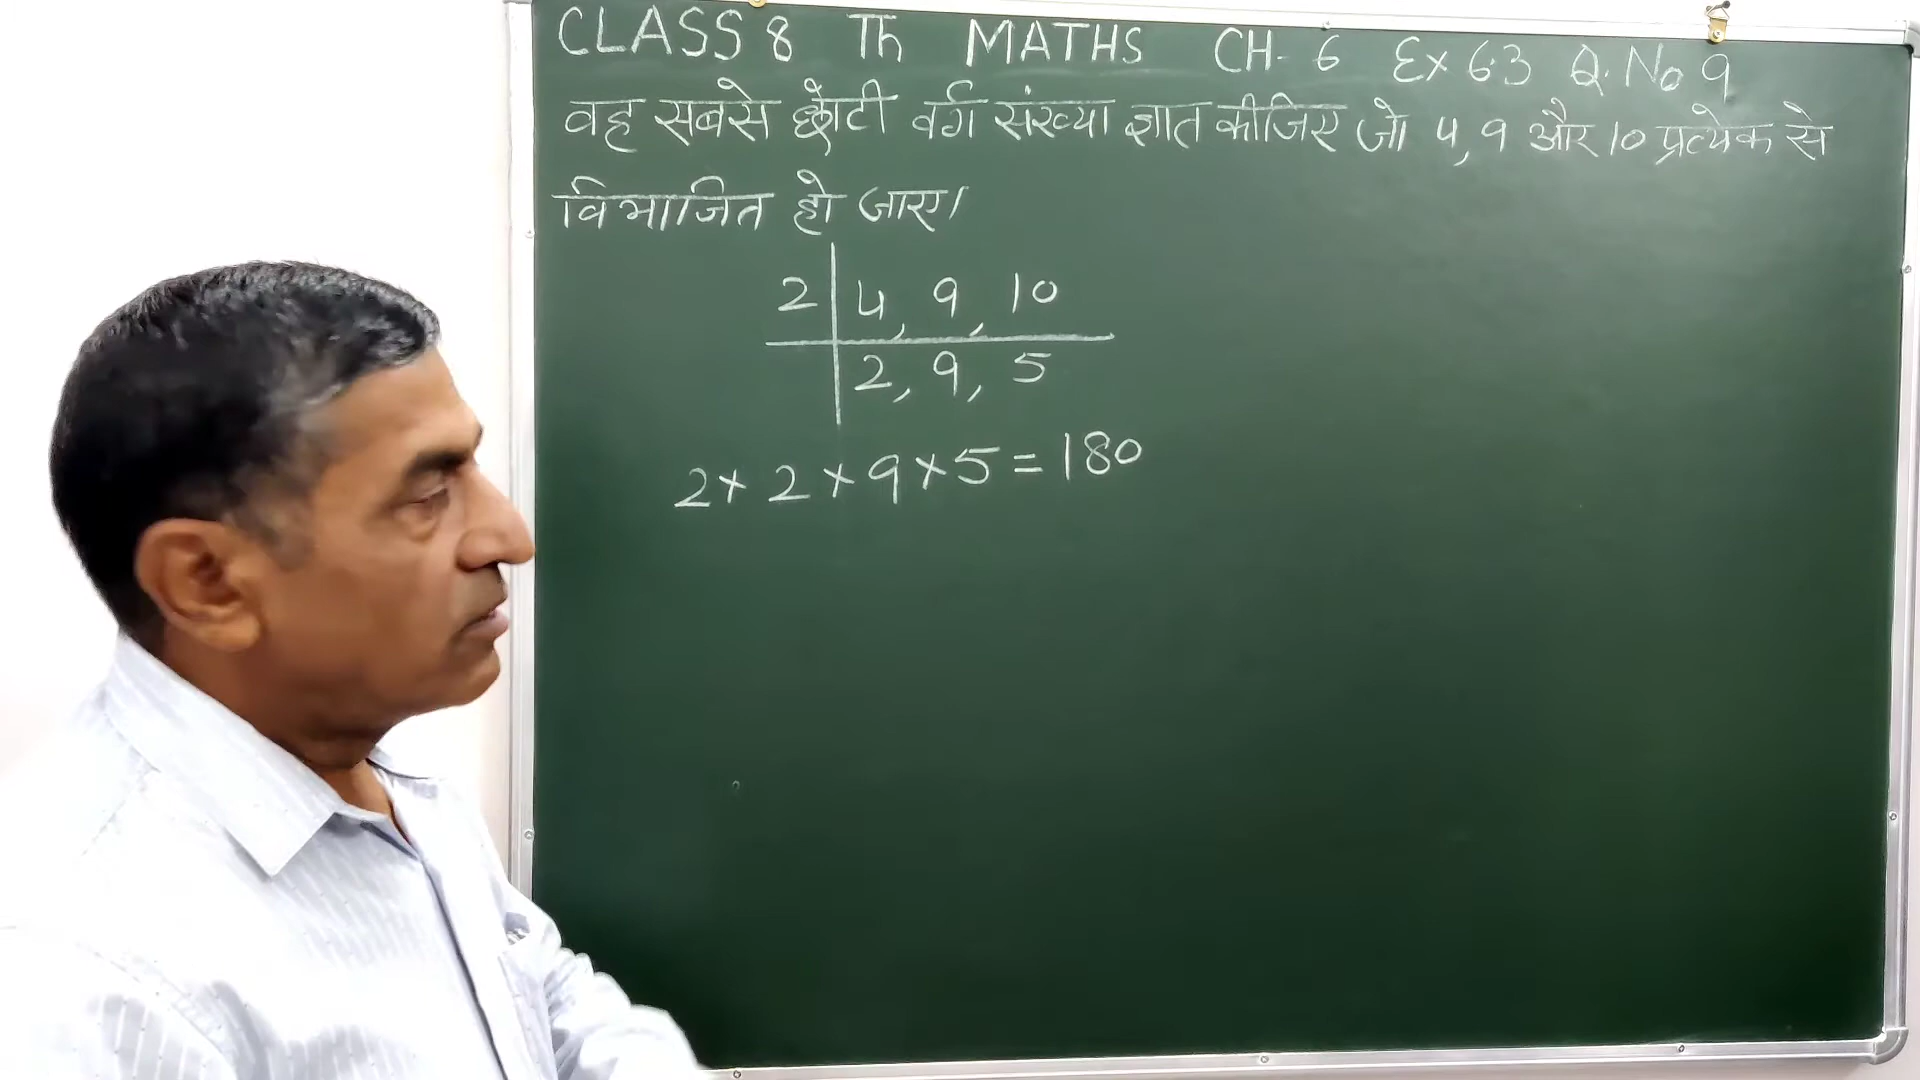 CLASS 8 Th MATHS CH. 6 Ex 6.3 Q. No 9
वह सबसे छोटी वर्ग संख्या ज्ञात कीजिए जो 4, 9 और 10 प्रत्येक से
विभाजित हो जाए।
2 | 4, 9, 10
2, 9, 5
2 × 2 × 9 × 5 = 180